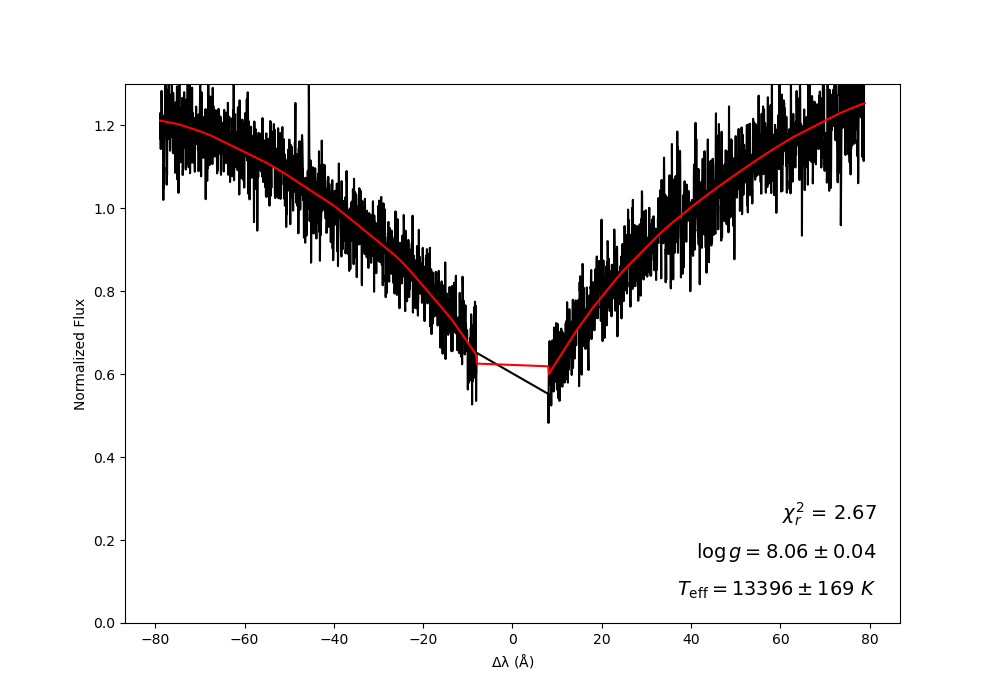 1.2
1.0
0.8
0.6
0.4
0.2
0.0
Normalized Flux
χ²ᵣ = 2.67
log g = 8.06 ± 0.04
T_eff = 13396 ± 169 K
−80 −60 −40 −20 0 20 40 60 80
Δλ (Å)